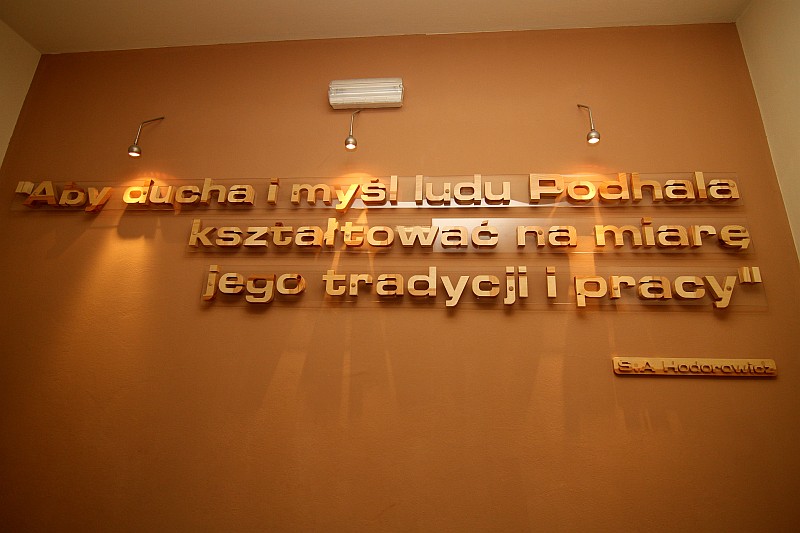 "Aby ducha i myśl ludu Podhala
kształtować na miarę
jego tradycji i pracy"
S.A Hodorowicz